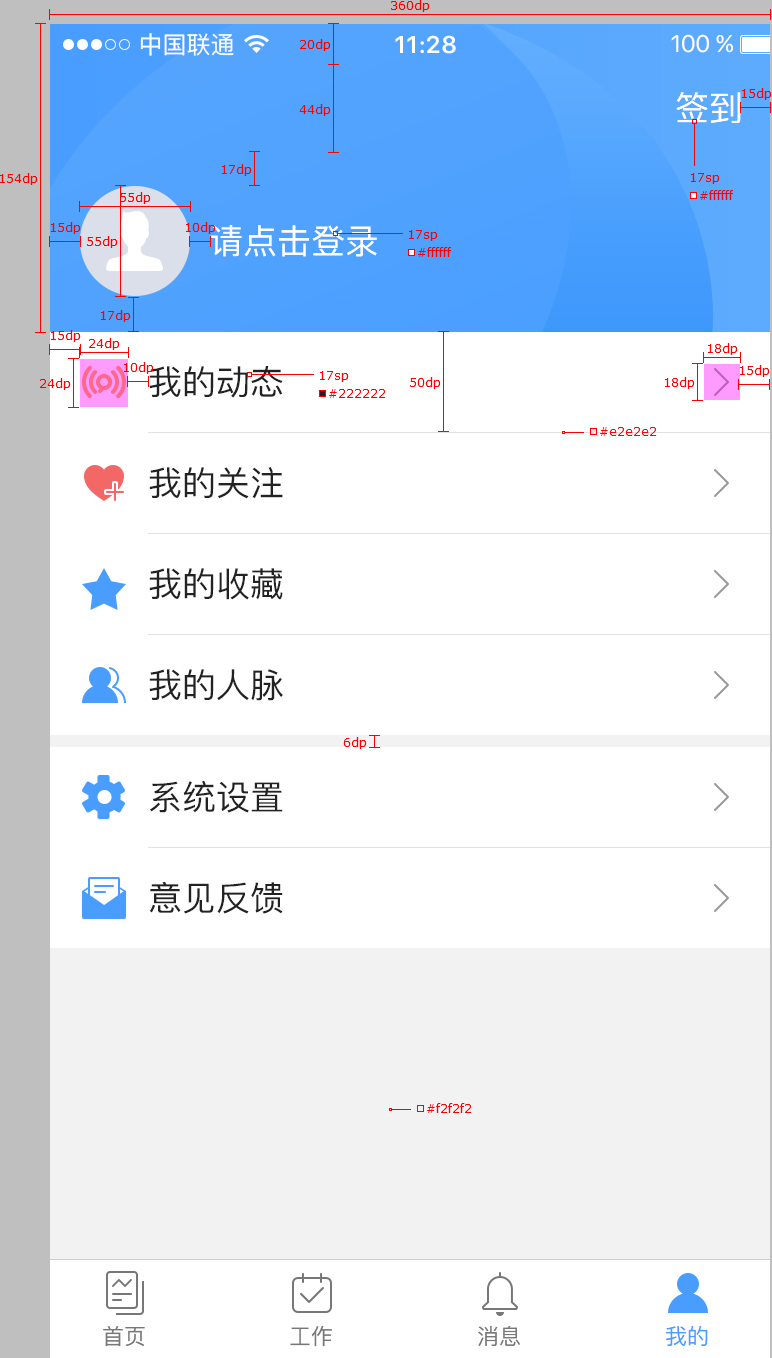 360dp
中国联通 20dp 11:28 100 %
签到 15dp
44dp
154dp 17dp 17sp
#ffffff
55dp
15dp 55dp 10dp 请点击登录 17sp
#ffffff
17dp
15dp
24dp 18dp
24dp 10dp 我的动态 17sp 50dp 18dp 15dp
#222222
#e2e2e2
我的关注
我的收藏
我的人脉
6dp
系统设置
意见反馈
#f2f2f2
首页 工作 消息 我的